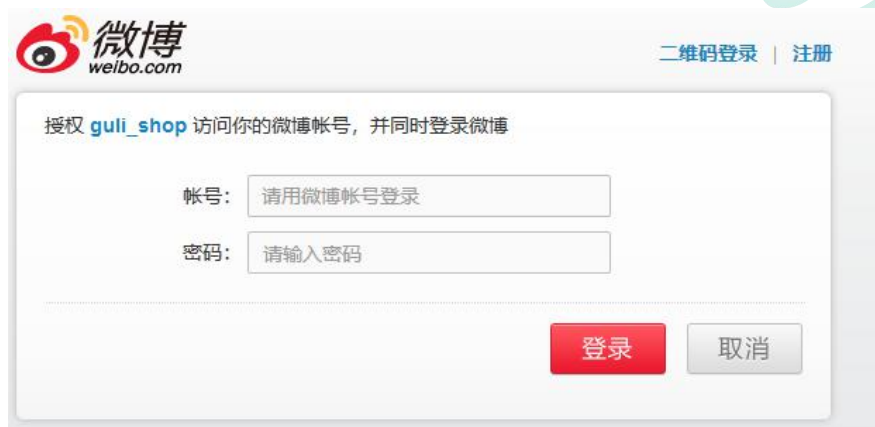 微博
weibo.com
二维码登录 | 注册
授权 guli_shop 访问你的微博帐号，并同时登录微博
帐号： 请用微博帐号登录
密码： 请输入密码
登录 取消